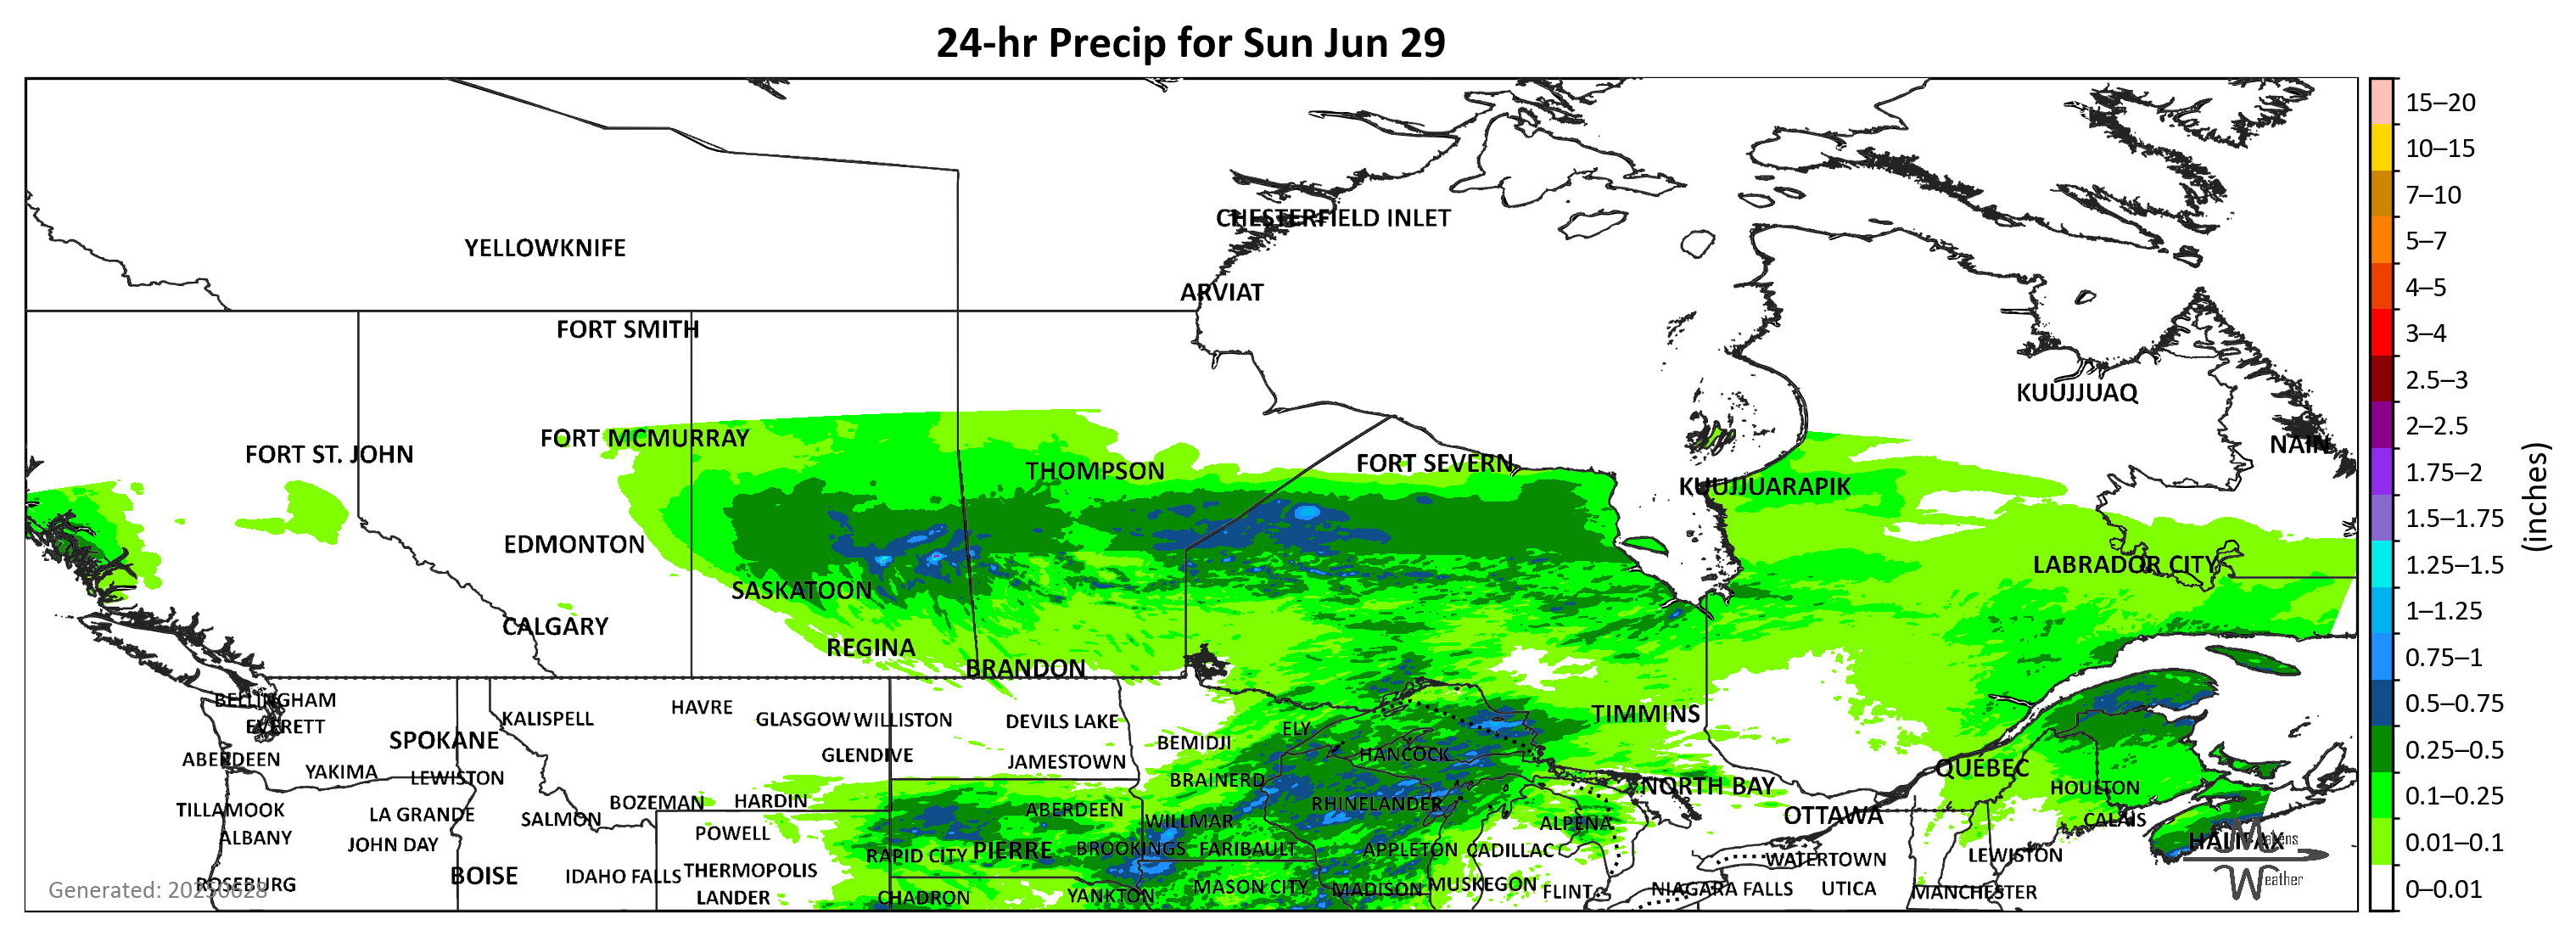 24-hr Precip for Sun Jun 29
15–20
10–15
7–10
5–7
4–5
3–4
2.5–3
2–2.5
1.75–2
1.5–1.75
1.25–1.5
1–1.25
0.75–1
0.5–0.75
0.25–0.5
0.1–0.25
0.01–0.1
0–0.01
(inches)
CHESTERFIELD INLET
YELLOWKNIFE
ARVIAT
FORT SMITH
KUUJJUAQ
FORT MCMURRAY
NAIN
FORT ST. JOHN
THOMPSON
FORT SEVERN
KUUJJUARAPIK
EDMONTON
LABRADOR CITY
SASKATOON
CALGARY
REGINA
BRANDON
BELLINGHAM
KALISPELL
HAVRE
GLASGOW
WILLISTON
DEVILS LAKE
TIMMINS
EVERETT
ELY
SPOKANE
BEMIDJI
ABERDEEN
GLENDIVE
JAMESTOWN
HANCOCK
YAKIMA
LEWISTON
BRAINERD
QUÉBEC
NORTH BAY
HOULTON
TILLAMOOK
LA GRANDE
SALMON
BOZEMAN
HARDIN
ABERDEEN
RHINELANDER
OTTAWA
CALAIS
ALBANY
JOHN DAY
POWELL
WILLMAR
ALPENA
HALIFAX
RAPID CITY
PIERRE
BROOKINGS
FARIBAULT
APPLETON
CADILLAC
WATERTOWN
LEWISTON
BOISE
IDAHO FALLS
THERMOPOLIS
ROSEBURG
LANDER
CHADRON
YANKTON
MASON CITY
MADISON
MUSKEGON
FLINT
NIAGARA FALLS
UTICA
MANCHESTER
Generated: 20250628
Weather